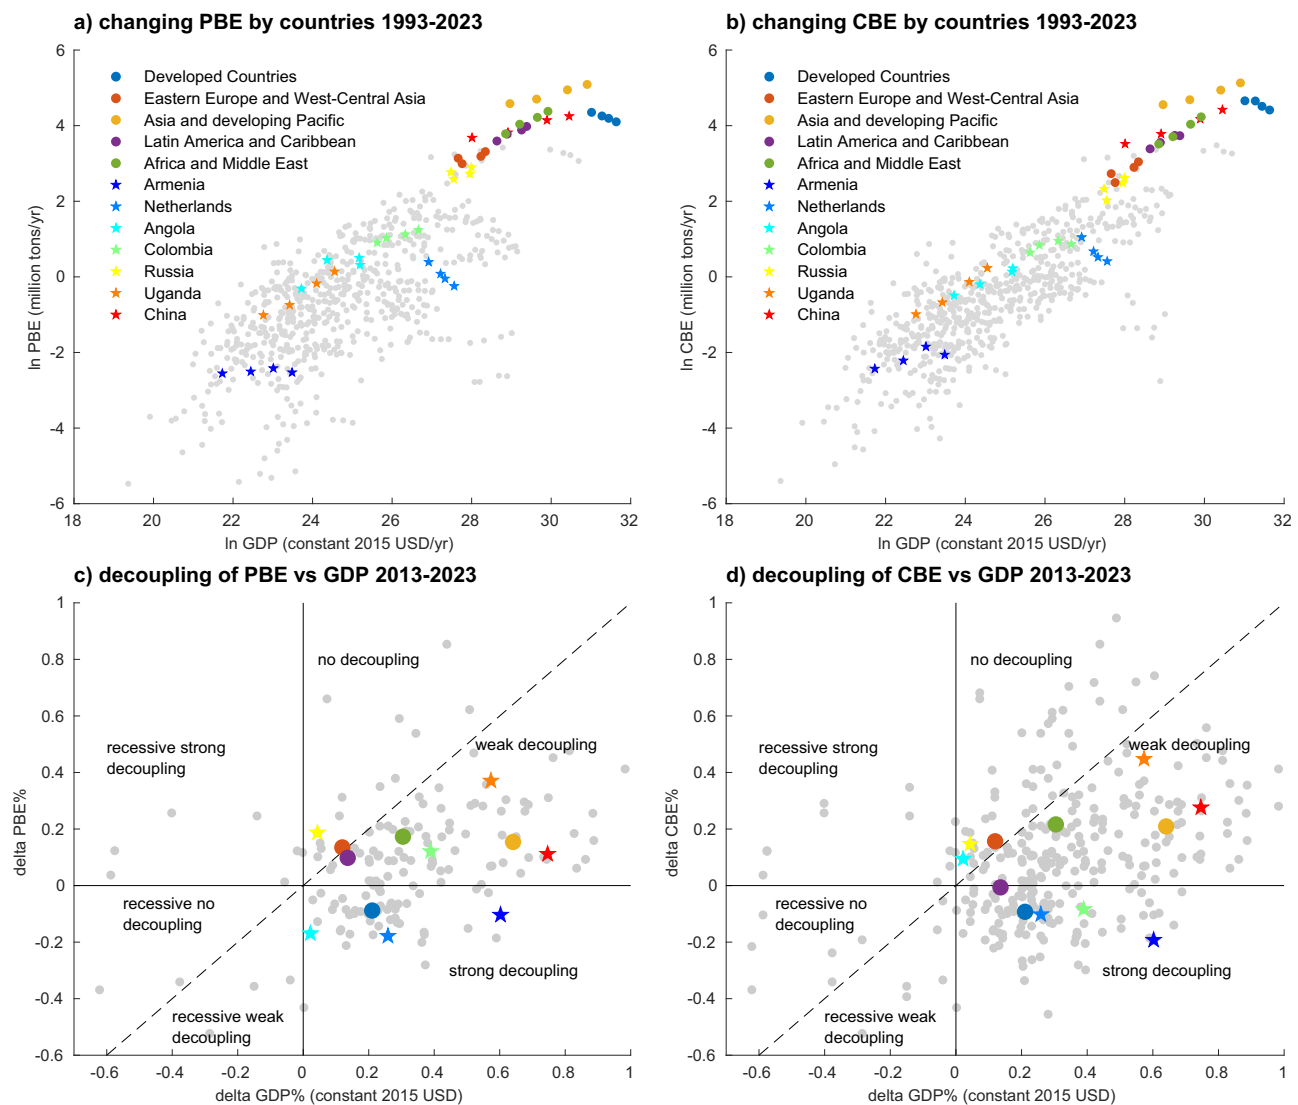 a) changing PBE by countries 1993-2023
6
4
2
0
-2
-4
-6
ln PBE (million tons/yr)
Developed Countries
Eastern Europe and West-Central Asia
Asia and developing Pacific
Latin America and Caribbean
Africa and Middle East
Armenia
Netherlands
Angola
Colombia
Russia
Uganda
China
18 20 22 24 26 28 30 32
ln GDP (constant 2015 USD/yr)
b) changing CBE by countries 1993-2023
6
4
2
0
-2
-4
-6
ln CBE (million tons/yr)
Developed Countries
Eastern Europe and West-Central Asia
Asia and developing Pacific
Latin America and Caribbean
Africa and Middle East
Armenia
Netherlands
Angola
Colombia
Russia
Uganda
China
18 20 22 24 26 28 30 32
ln GDP (constant 2015 USD/yr)
c) decoupling of PBE vs GDP 2013-2023
1
0.8
0.6
0.4
0.2
0
-0.2
-0.4
-0.6
delta PBE%
no decoupling
recessive strong
decoupling
weak decoupling
recessive no
decoupling
strong decoupling
recessive weak
decoupling
-0.6 -0.4 -0.2 0 0.2 0.4 0.6 0.8 1
delta GDP% (constant 2015 USD)
d) decoupling of CBE vs GDP 2013-2023
1
0.8
0.6
0.4
0.2
0
-0.2
-0.4
-0.6
delta CBE%
no decoupling
recessive strong
decoupling
weak decoupling
recessive no
decoupling
strong decoupling
recessive weak
decoupling
-0.6 -0.4 -0.2 0 0.2 0.4 0.6 0.8 1
delta GDP% (constant 2015 USD)